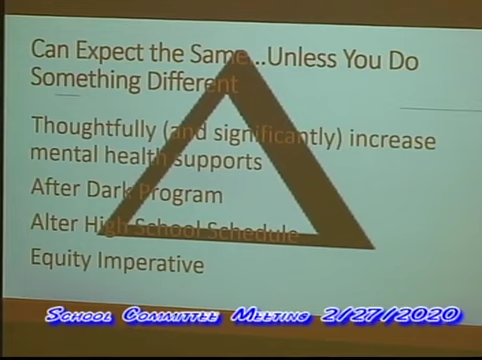 Can Expect the Same...Unless You Do
Something Different
Thoughtfully (and significantly) increase
mental health supports
After Dark Program
Alter High School Schedule
Equity Imperative
School Committee Meeting 2/27/2020